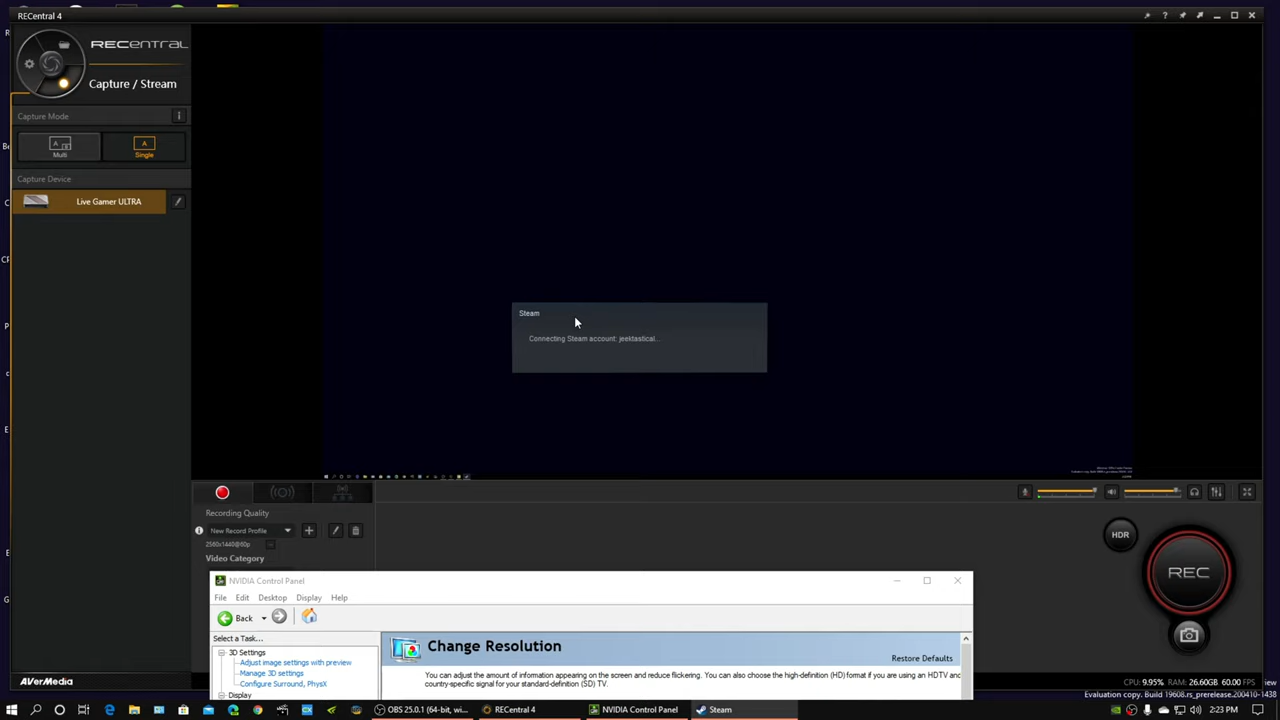 RECentral 4
RECENTRAL
Capture / Stream
Capture Mode
A
Multi
A
Single
Capture Device
Live Gamer ULTRA
Steam
Connecting Steam account: jeektastical...
Recording Quality
New Record Profile
2560x1440@60p
Video Category
HDR
REC
NVIDIA Control Panel
File Edit Desktop Display Help
Back
Select a Task...
3D Settings
Adjust image settings with preview
Manage 3D settings
Configure Surround, PhysX
Display
Change Resolution
Restore Defaults
You can adjust the amount of information appearing on the screen and reduce flickering. You can also choose the high-definition (HD) format if you are using an HDTV and
country-specific signal for your standard-definition (SD) TV.
AVerMedia
CPU: 9.95% RAM: 26.60GB 60.00 FPS
Evaluation copy. Build 19608.rs_prerelease.200410-1438
OBS 25.0.1 (64-bit, wi... RECentral 4 NVIDIA Control Panel Steam 2:23 PM